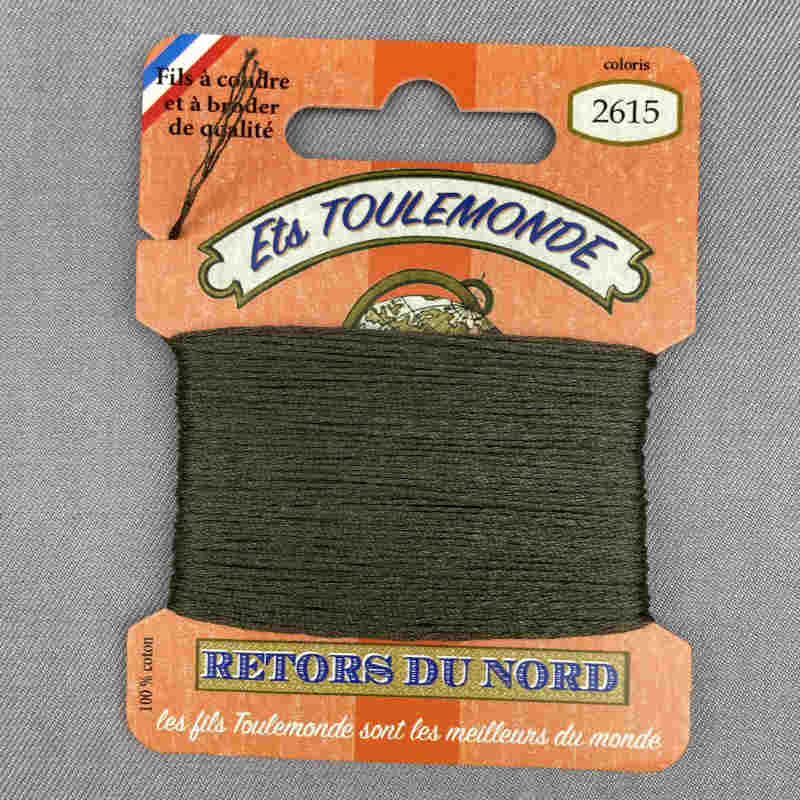 Fils à coudre
et à broder
de qualité
coloris
2615
Ets TOULEMONDE
100 % coton
RETORS DU NORD
les fils Toulemonde sont les meilleurs du monde